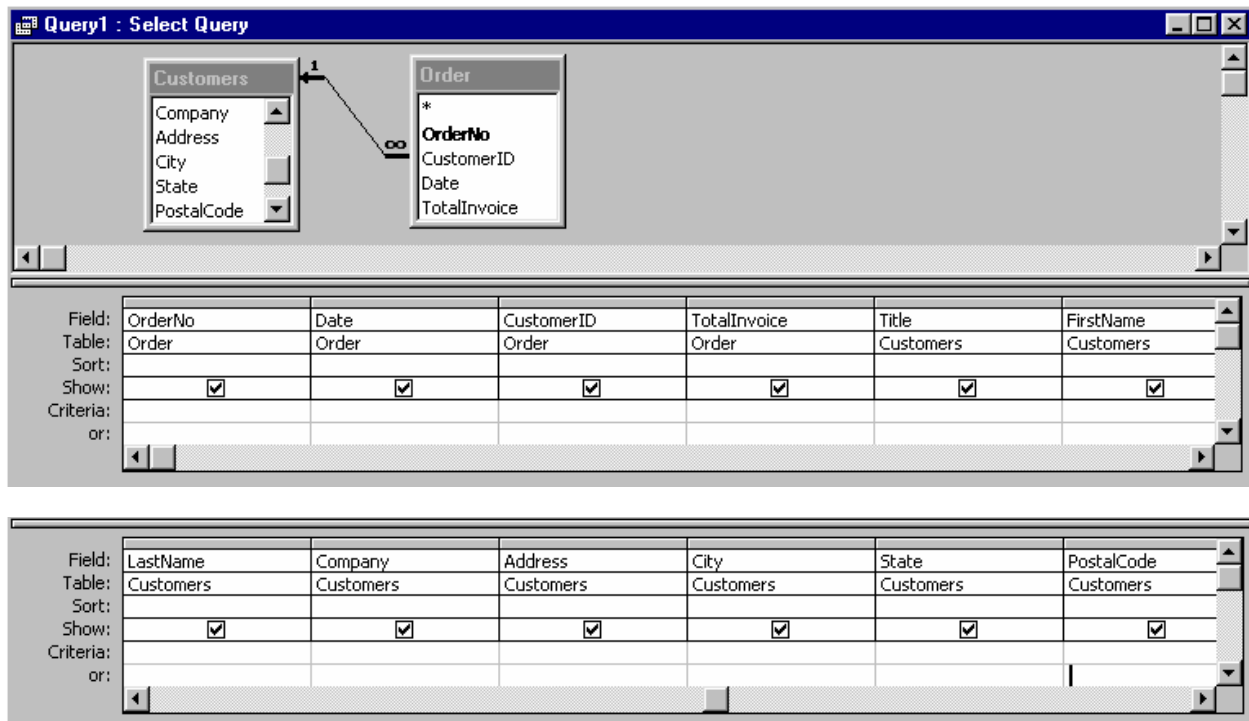 Query1 : Select Query
Customers
Company
Address
City
State
PostalCode
1
∞
Order
*
OrderNo
CustomerID
Date
TotalInvoice
Field: OrderNo Date CustomerID TotalInvoice Title FirstName
Table: Order Order Order Order Customers Customers
Sort:
Show:
Criteria:
or:
Field: LastName Company Address City State PostalCode
Table: Customers Customers Customers Customers Customers Customers
Sort:
Show:
Criteria:
or: